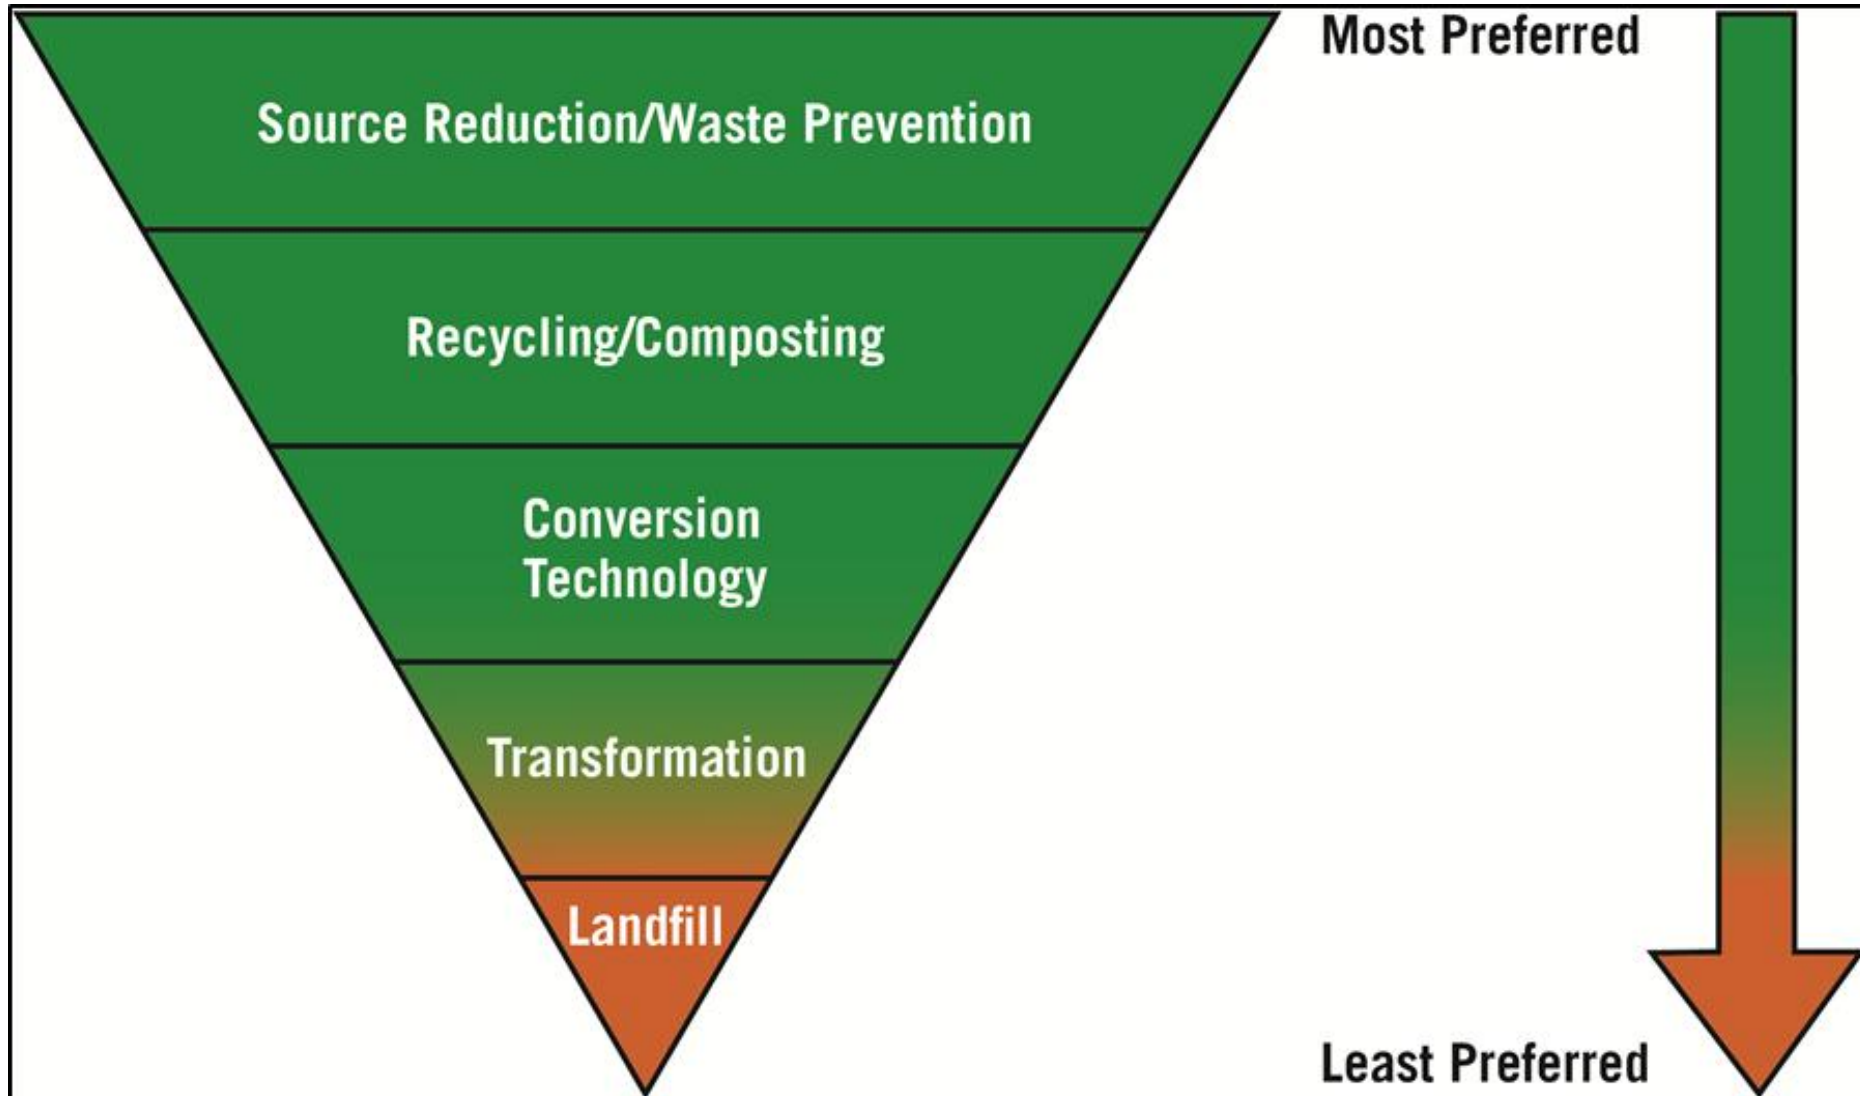 Most Preferred
Source Reduction/Waste Prevention
Recycling/Composting
Conversion
Technology
Transformation
Landfill
Least Preferred